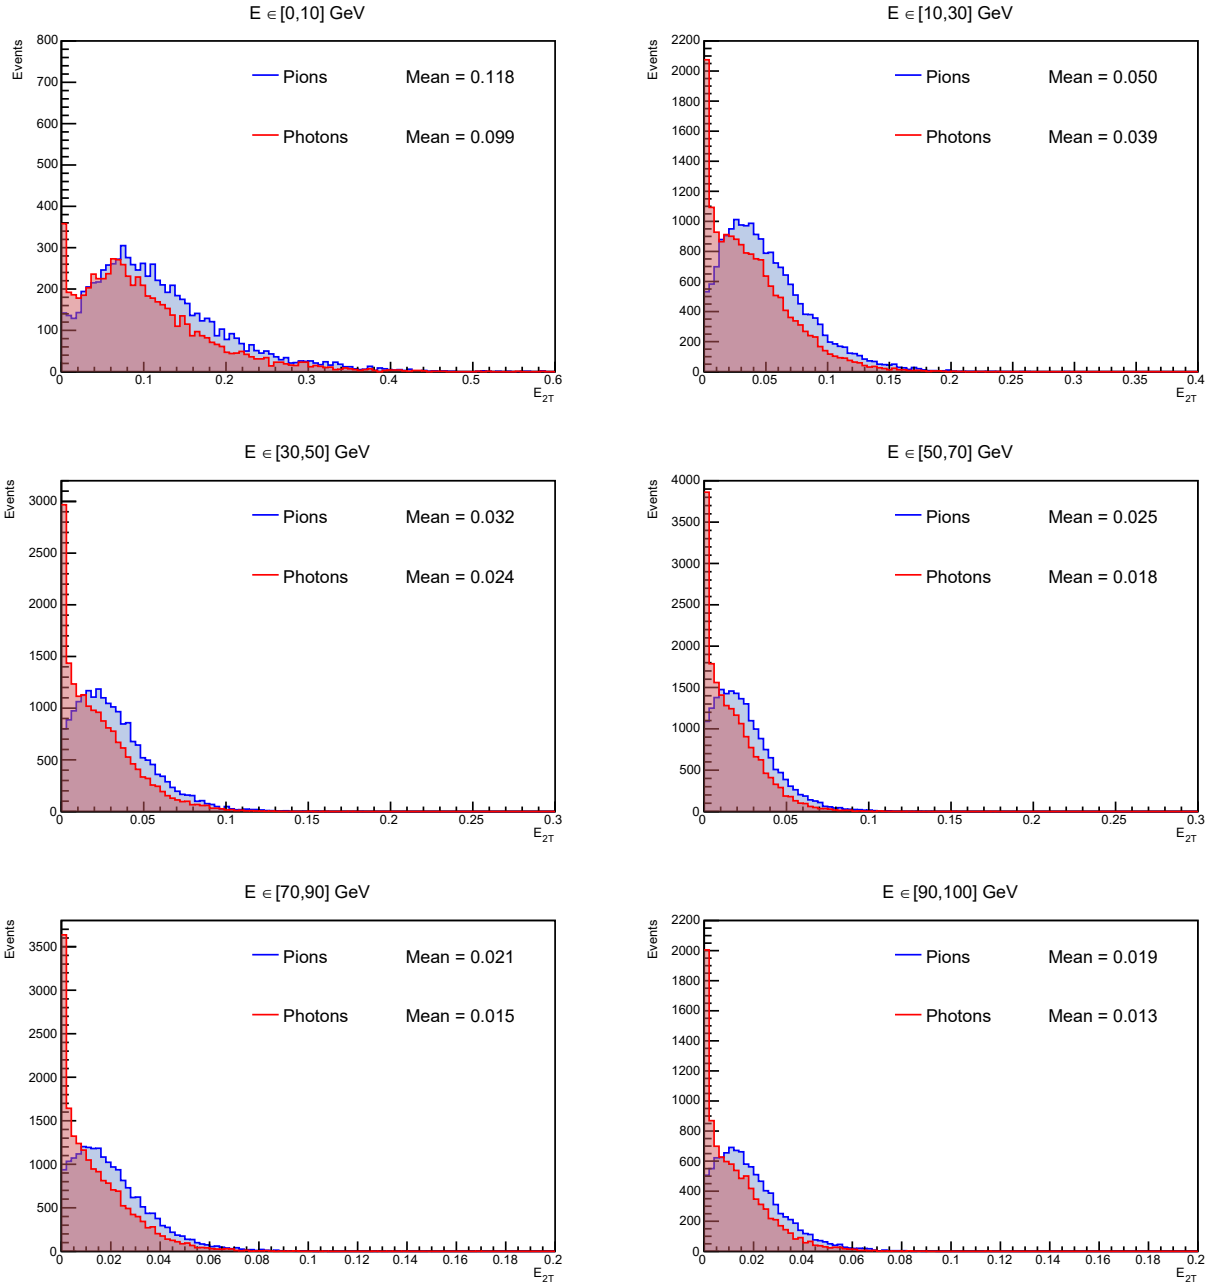 E ∈ [0,10] GeV
Events
800
700
600
500
400
300
200
100
0
Pions Mean = 0.118
Photons Mean = 0.099
0 0.1 0.2 0.3 0.4 0.5 0.6
E2T
E ∈ [10,30] GeV
Events
2200
2000
1800
1600
1400
1200
1000
800
600
400
200
0
Pions Mean = 0.050
Photons Mean = 0.039
0 0.05 0.1 0.15 0.2 0.25 0.3 0.35 0.4
E2T
E ∈ [30,50] GeV
Events
3000
2500
2000
1500
1000
500
0
Pions Mean = 0.032
Photons Mean = 0.024
0 0.05 0.1 0.15 0.2 0.25 0.3
E2T
E ∈ [50,70] GeV
Events
4000
3500
3000
2500
2000
1500
1000
500
0
Pions Mean = 0.025
Photons Mean = 0.018
0 0.05 0.1 0.15 0.2 0.25 0.3
E2T
E ∈ [70,90] GeV
Events
3500
3000
2500
2000
1500
1000
500
0
Pions Mean = 0.021
Photons Mean = 0.015
0 0.02 0.04 0.06 0.08 0.1 0.12 0.14 0.16 0.18 0.2
E2T
E ∈ [90,100] GeV
Events
2200
2000
1800
1600
1400
1200
1000
800
600
400
200
0
Pions Mean = 0.019
Photons Mean = 0.013
0 0.02 0.04 0.06 0.08 0.1 0.12 0.14 0.16 0.18 0.2
E2T